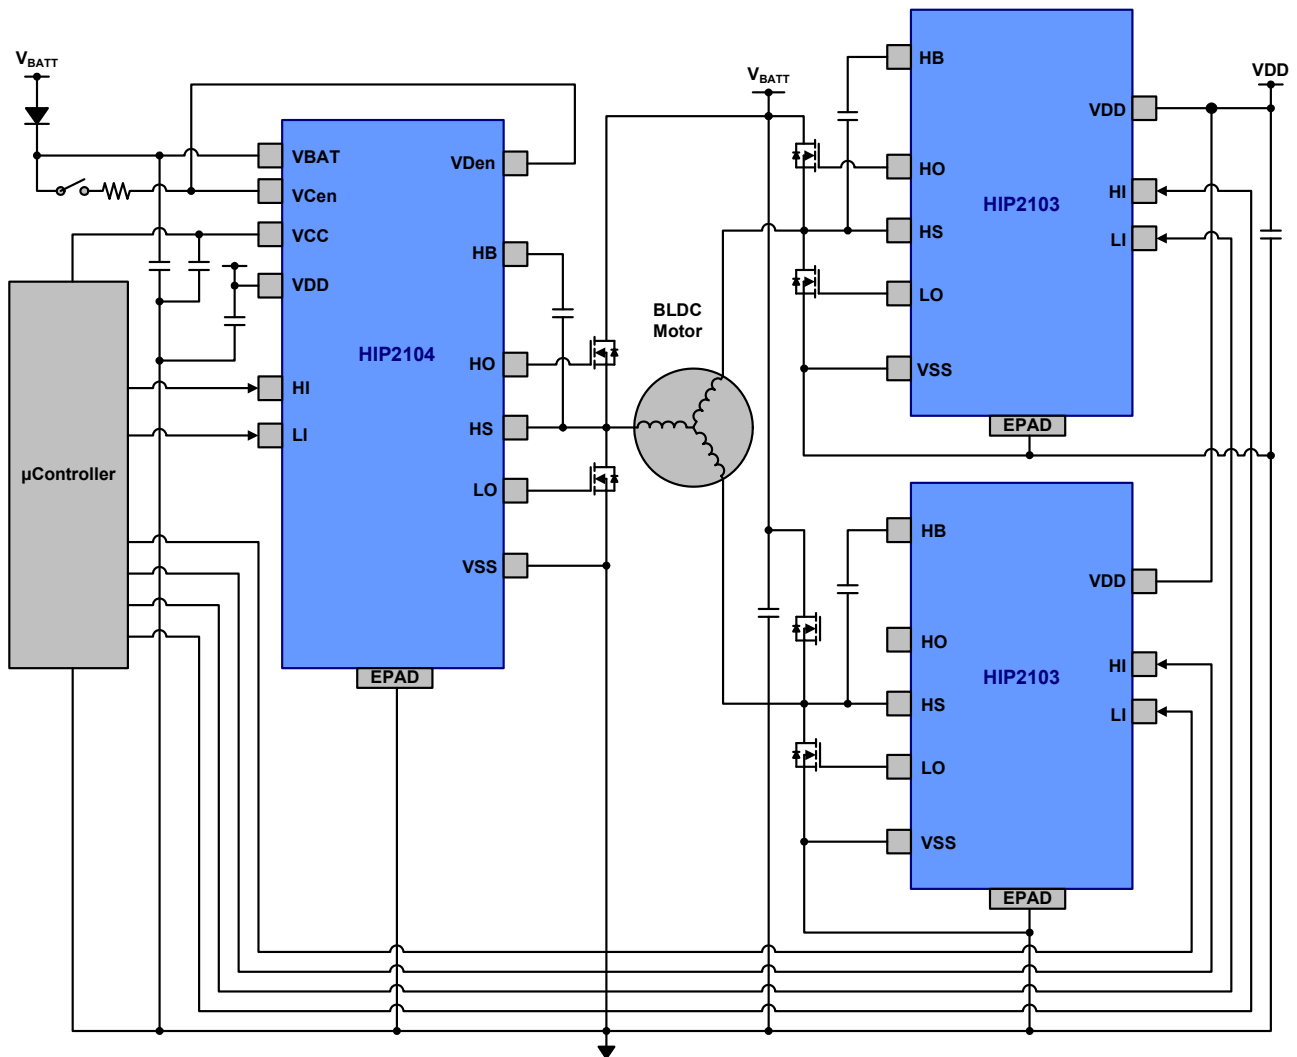 V_BATT
VBAT
VCen
VCC
VDD
HI
LI
VDen
HB
HO
HS
LO
VSS
HIP2104
EPAD
µController
BLDC
Motor
V_BATT
HB
HO
HS
LO
VSS
HIP2103
VDD
HI
LI
EPAD
VDD
HB
HO
HS
LO
VSS
HIP2103
VDD
HI
LI
EPAD